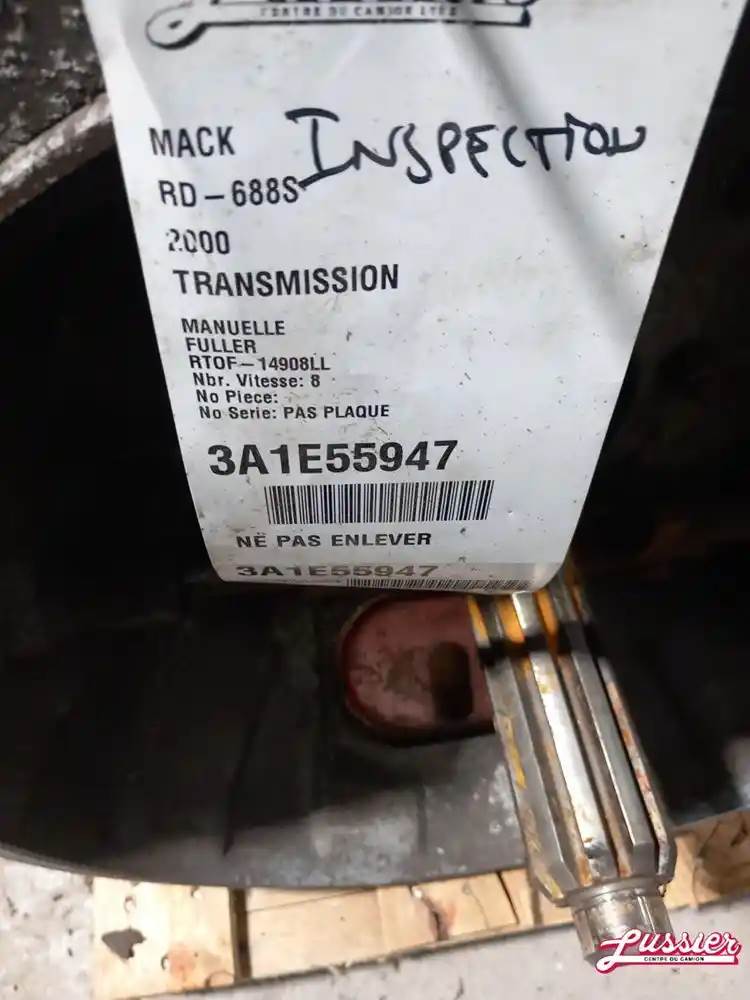 CENTRE DU CAMION LTEE
MACK INSPECTION
RD-688S
2000
TRANSMISSION
MANUELLE
FULLER
RTOF-14908LL
Nbr. Vitesse: 8
No Piece:
No Serie: PAS PLAQUE
3A1E55947
NE PAS ENLEVER
3A1E55947
Lussier
CENTRE DU CAMION